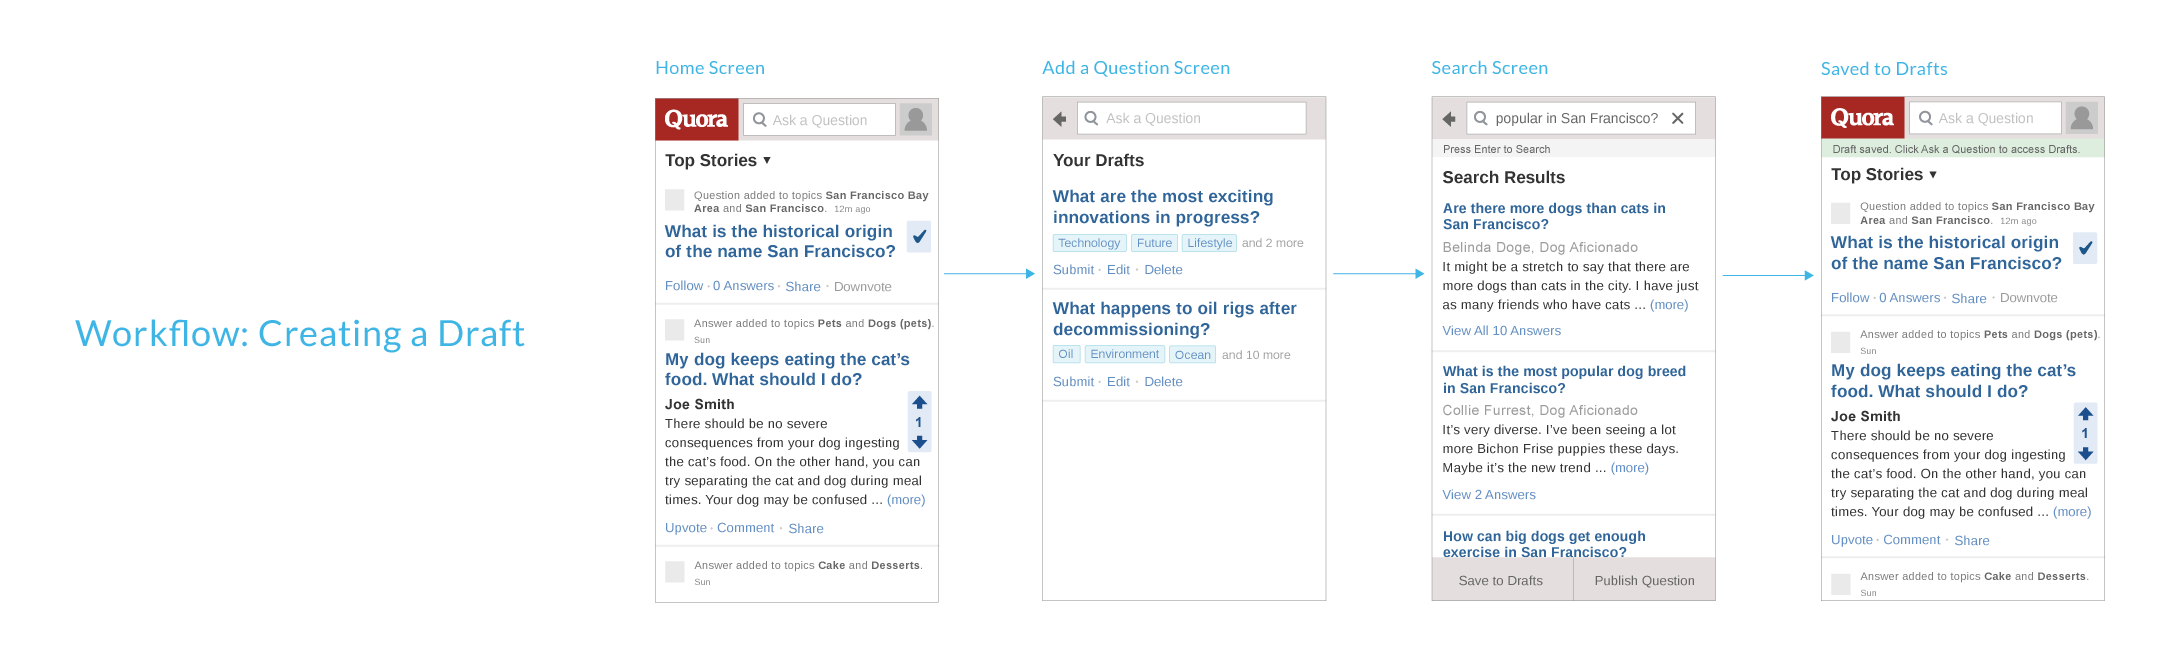 Workflow: Creating a Draft
Home Screen
Quora
Ask a Question
Top Stories ▾
Question added to topics San Francisco Bay
Area and San Francisco. 12m ago
What is the historical origin
of the name San Francisco?
Follow · 0 Answers · Share · Downvote
Answer added to topics Pets and Dogs (pets).
Sun
My dog keeps eating the cat’s
food. What should I do?
Joe Smith
There should be no severe
consequences from your dog ingesting
the cat’s food. On the other hand, you can
try separating the cat and dog during meal
times. Your dog may be confused ... (more)
1
Upvote · Comment · Share
Answer added to topics Cake and Desserts.
Sun
Add a Question Screen
Ask a Question
Your Drafts
What are the most exciting
innovations in progress?
Technology Future Lifestyle and 2 more
Submit · Edit · Delete
What happens to oil rigs after
decommissioning?
Oil Environment Ocean and 10 more
Submit · Edit · Delete
Search Screen
popular in San Francisco?
Press Enter to Search
Search Results
Are there more dogs than cats in
San Francisco?
Belinda Doge, Dog Aficionado
It might be a stretch to say that there are
more dogs than cats in the city. I have just
as many friends who have cats ... (more)
View All 10 Answers
What is the most popular dog breed
in San Francisco?
Collie Furrest, Dog Aficionado
It’s very diverse. I’ve been seeing a lot
more Bichon Frise puppies these days.
Maybe it’s the new trend ... (more)
View 2 Answers
How can big dogs get enough
exercise in San Francisco?
Save to Drafts
Publish Question
Saved to Drafts
Quora
Ask a Question
Draft saved. Click Ask a Question to access Drafts.
Top Stories ▾
Question added to topics San Francisco Bay
Area and San Francisco. 12m ago
What is the historical origin
of the name San Francisco?
Follow · 0 Answers · Share · Downvote
Answer added to topics Pets and Dogs (pets).
Sun
My dog keeps eating the cat’s
food. What should I do?
Joe Smith
There should be no severe
consequences from your dog ingesting
the cat’s food. On the other hand, you can
try separating the cat and dog during meal
times. Your dog may be confused ... (more)
1
Upvote · Comment · Share
Answer added to topics Cake and Desserts.
Sun